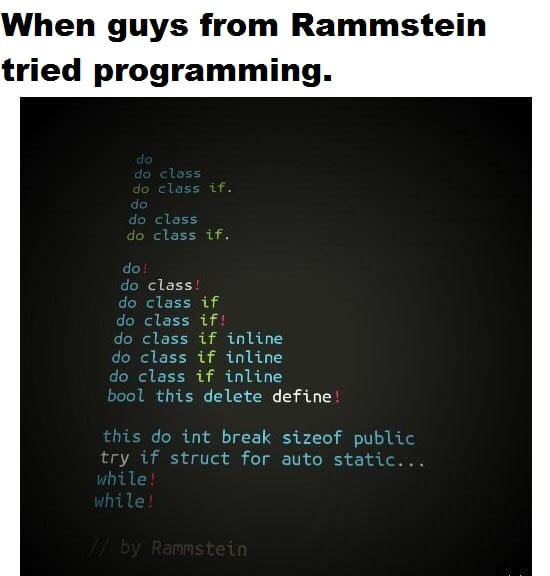 When guys from Rammstein
tried programming.
do
do class
do class if.
do
do class
do class if.
do!
do class!
do class if
do class if!
do class if inline
do class if inline
do class if inline
bool this delete define!
this do int break sizeof public
try if struct for auto static...
while!
while!
// by Rammstein